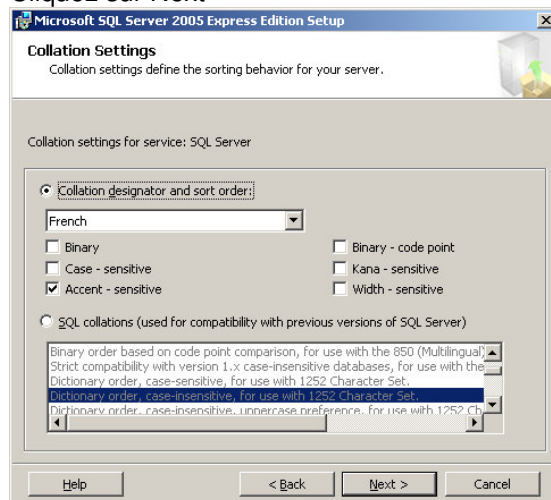 Cliquez sur Next
Microsoft SQL Server 2005 Express Edition Setup
Collation Settings
Collation settings define the sorting behavior for your server.
Collation settings for service: SQL Server
Collation designator and sort order:
French
Binary
Binary - code point
Case - sensitive
Kana - sensitive
Accent - sensitive
Width - sensitive
SQL collations (used for compatibility with previous versions of SQL Server)
Binary order based on code point comparison, for use with the 850 (Multilingual)
Strict compatibility with version 1.x case-insensitive databases, for use with the
Dictionary order, case-sensitive, for use with 1252 Character Set.
Dictionary order, case-insensitive, for use with 1252 Character Set.
Dictionary order, case-insensitive, uppercase preference, for use with 1252 Ch
Help
< Back
Next >
Cancel